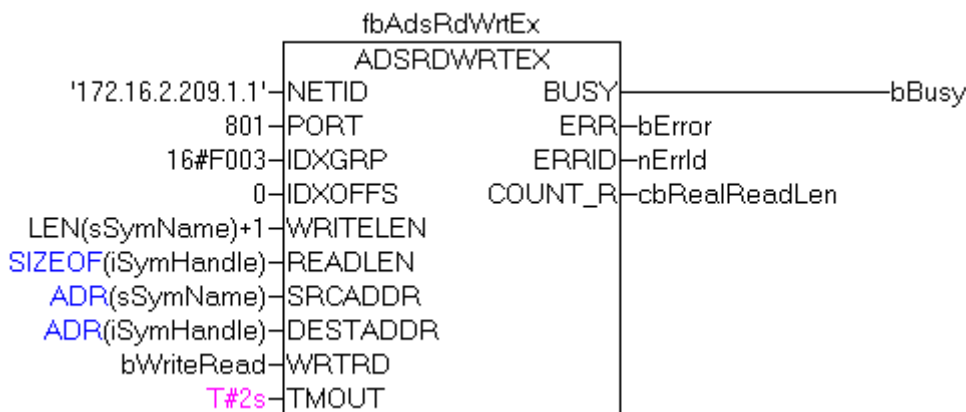 fbAdsRdWrtEx
ADSRDWRTEX
'172.16.2.209.1.1' NETID BUSY bBusy
801 PORT ERR bError
16#F003 IDXGRP ERRID nErrId
0 IDXOFFS COUNT_R cbRealReadLen
LEN(sSymName)+1 WRITELEN
SIZEOF(iSymHandle) READLEN
ADR(sSymName) SRCADDR
ADR(iSymHandle) DESTADDR
bWriteRead WRTRD
T#2s TMOUT